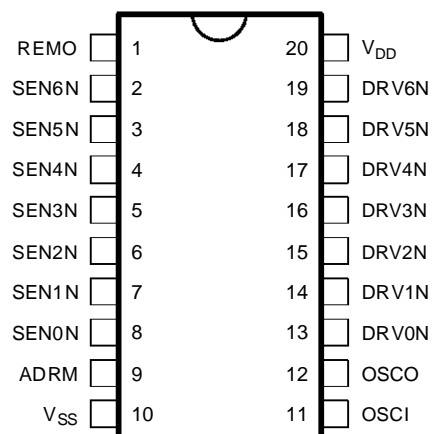 REMO 1 20 VDD
SEN6N 2 19 DRV6N
SEN5N 3 18 DRV5N
SEN4N 4 17 DRV4N
SEN3N 5 16 DRV3N
SEN2N 6 15 DRV2N
SEN1N 7 14 DRV1N
SEN0N 8 13 DRV0N
ADRM 9 12 OSCO
VSS 10 11 OSCI